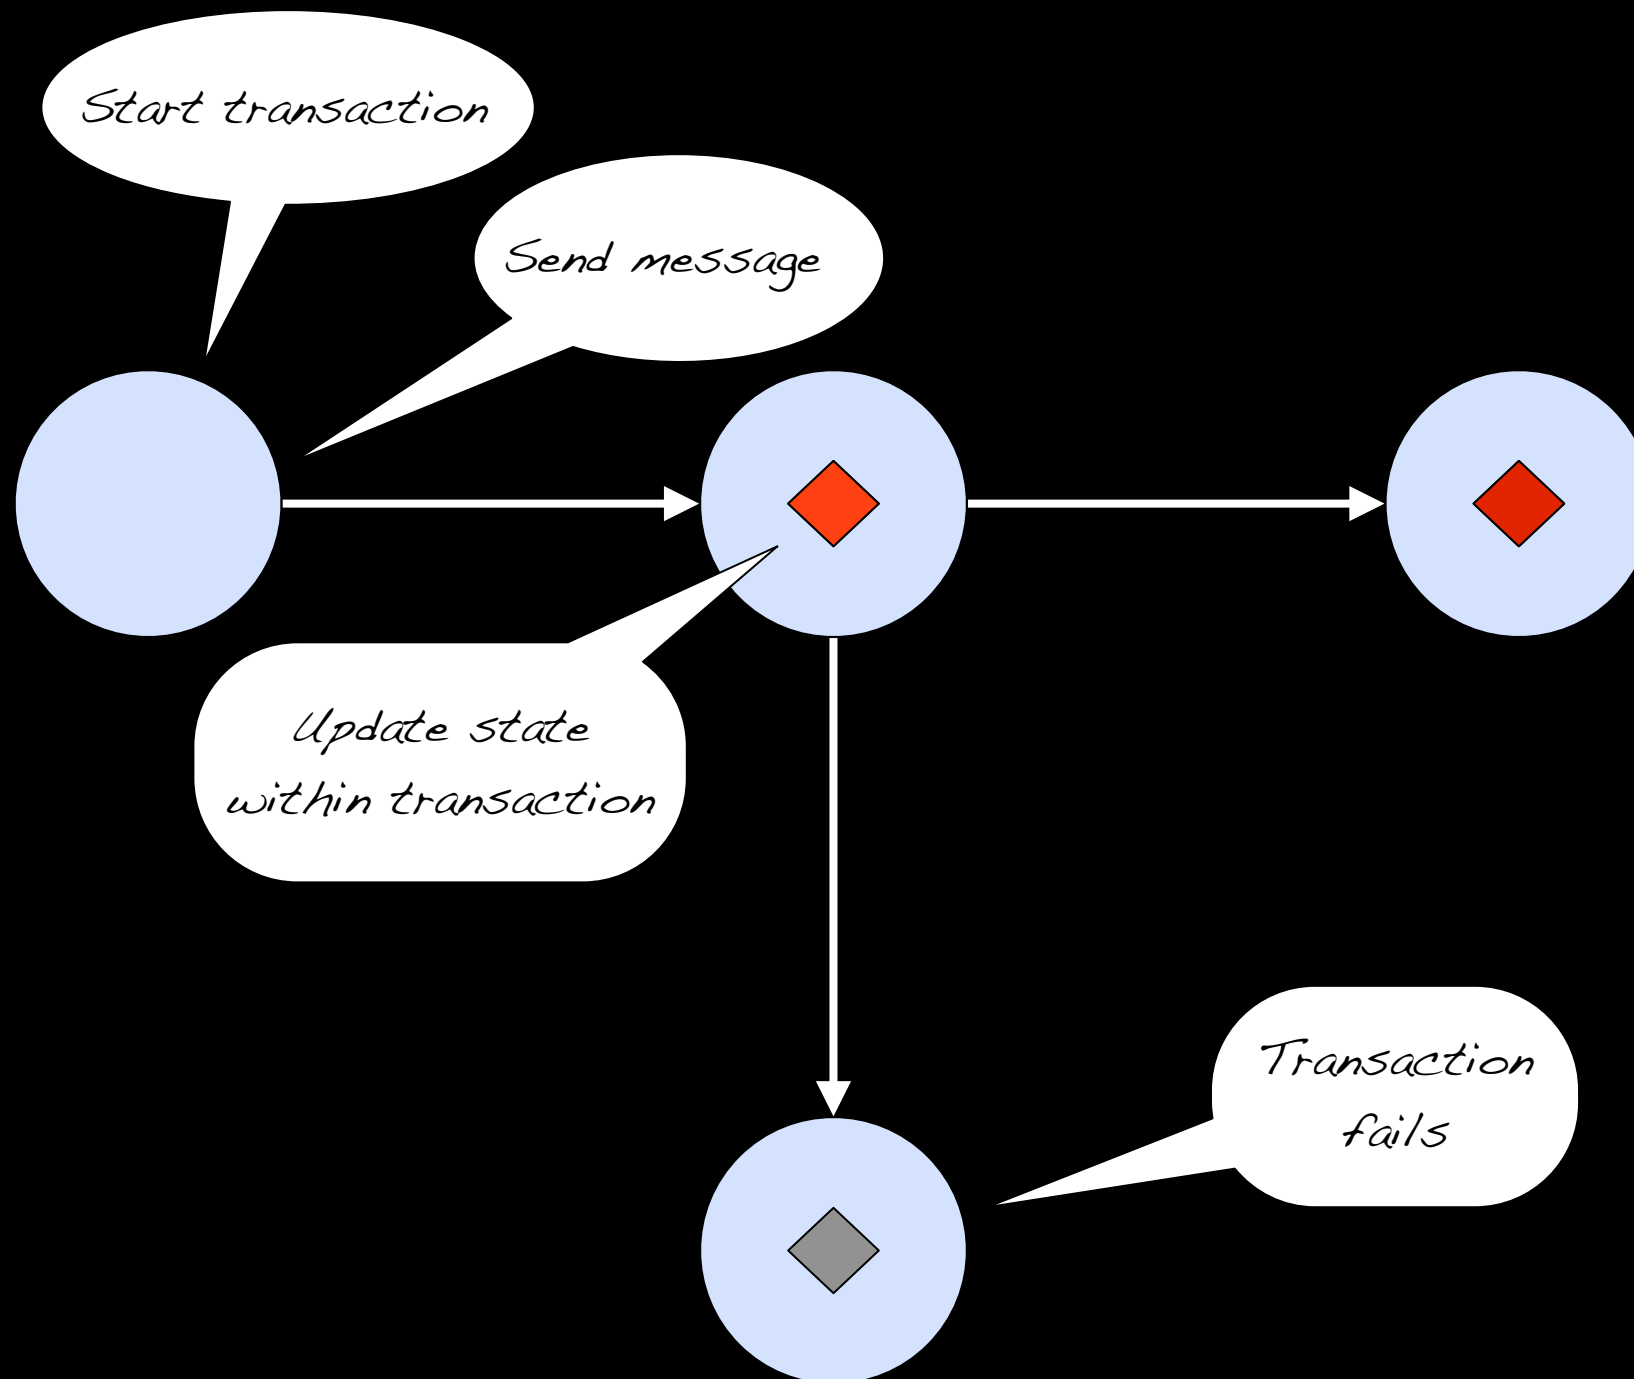 Start transaction
Send message
Update state
within transaction
Transaction
fails